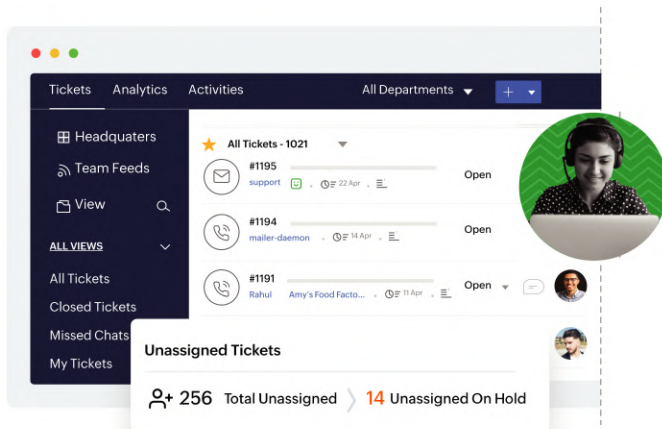 Tickets Analytics Activities All Departments +
Headquaters
Team Feeds
View
ALL VIEWS
All Tickets
Closed Tickets
Missed Chats
My Tickets
All Tickets - 1021
#1195
support 22 Apr Open
#1194
mailer-daemon 14 Apr Open
#1191
Rahul Amy's Food Facto... 11 Apr Open
Unassigned Tickets
256 Total Unassigned 14 Unassigned On Hold